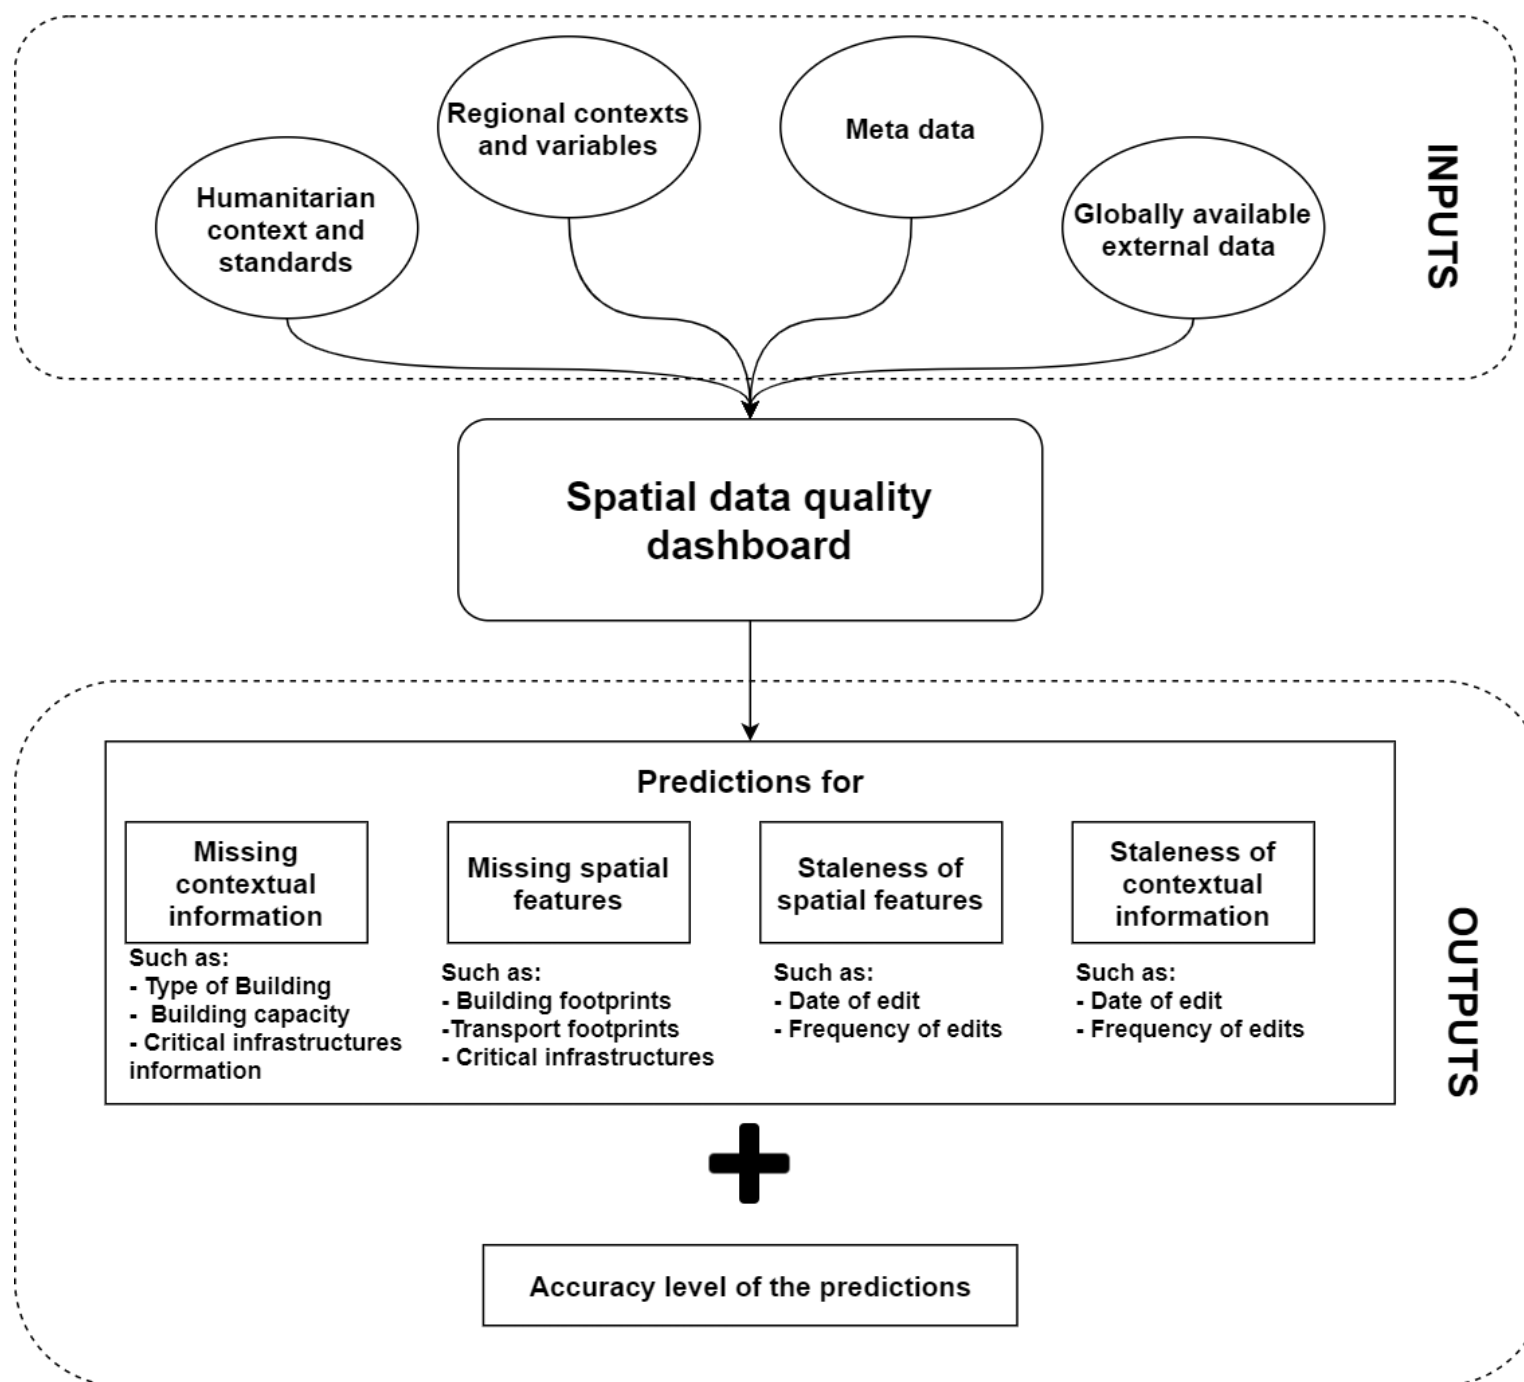 Regional contexts
and variables
Meta data
Humanitarian
context and
standards
Globally available
external data
INPUTS
Spatial data quality
dashboard
Predictions for
Missing
contextual
information
Such as:
- Type of Building
- Building capacity
- Critical infrastructures
information
Missing spatial
features
Such as:
- Building footprints
-Transport footprints
- Critical infrastructures
Staleness of
spatial features
Such as:
- Date of edit
- Frequency of edits
Staleness of
contextual
information
Such as:
- Date of edit
- Frequency of edits
OUTPUTS
Accuracy level of the predictions